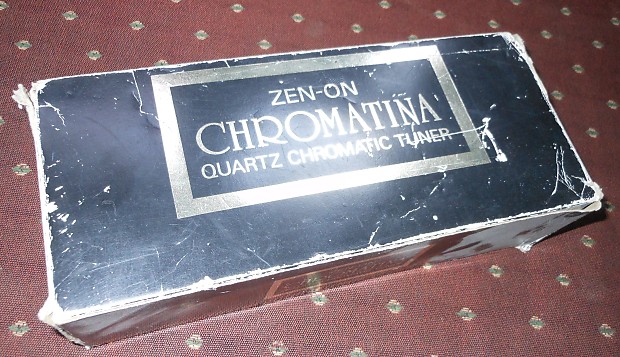 ZEN-ON
CHROMATINA
QUARTZ CHROMATIC TUNER